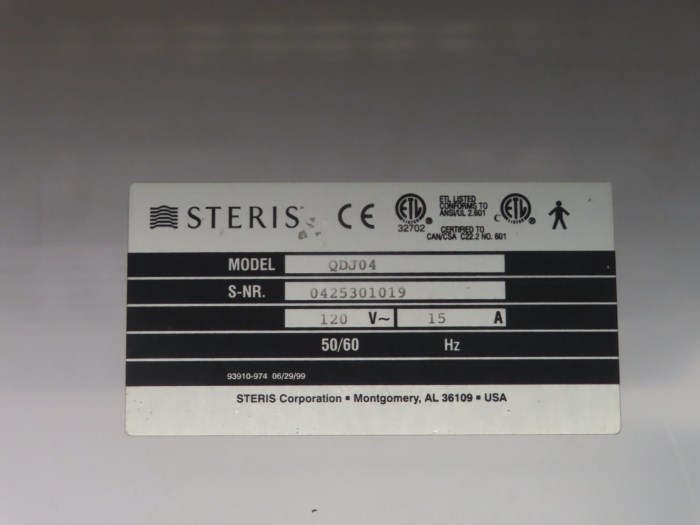 STERIS CE ETL ETL LISTED CONFORMS TO ANSI/UL 2.601 c ETL
32702 CERTIFIED TO CAN/CSA C22.2 NO. 601
MODEL QDJ04
S-NR. 0425301019
120 V~ 15 A
50/60 Hz
93910-974 06/29/99
STERIS Corporation ▪ Montgomery, AL 36109 ▪ USA